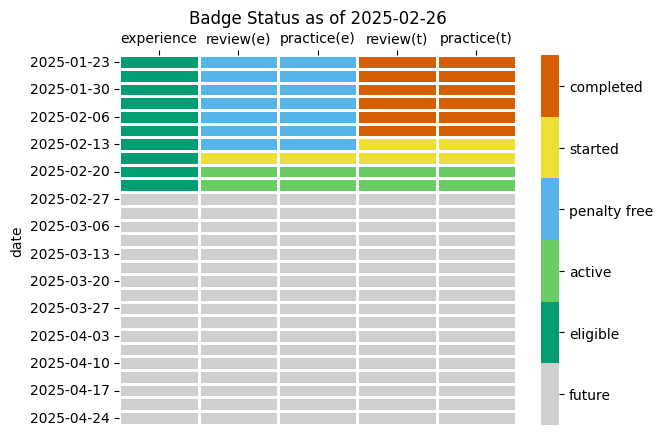 Badge Status as of 2025-02-26
experience review(e) practice(e) review(t) practice(t)
2025-01-23
2025-01-30
2025-02-06
2025-02-13
2025-02-20
2025-02-27
2025-03-06
2025-03-13
2025-03-20
2025-03-27
2025-04-03
2025-04-10
2025-04-17
2025-04-24
date
completed
started
penalty free
active
eligible
future